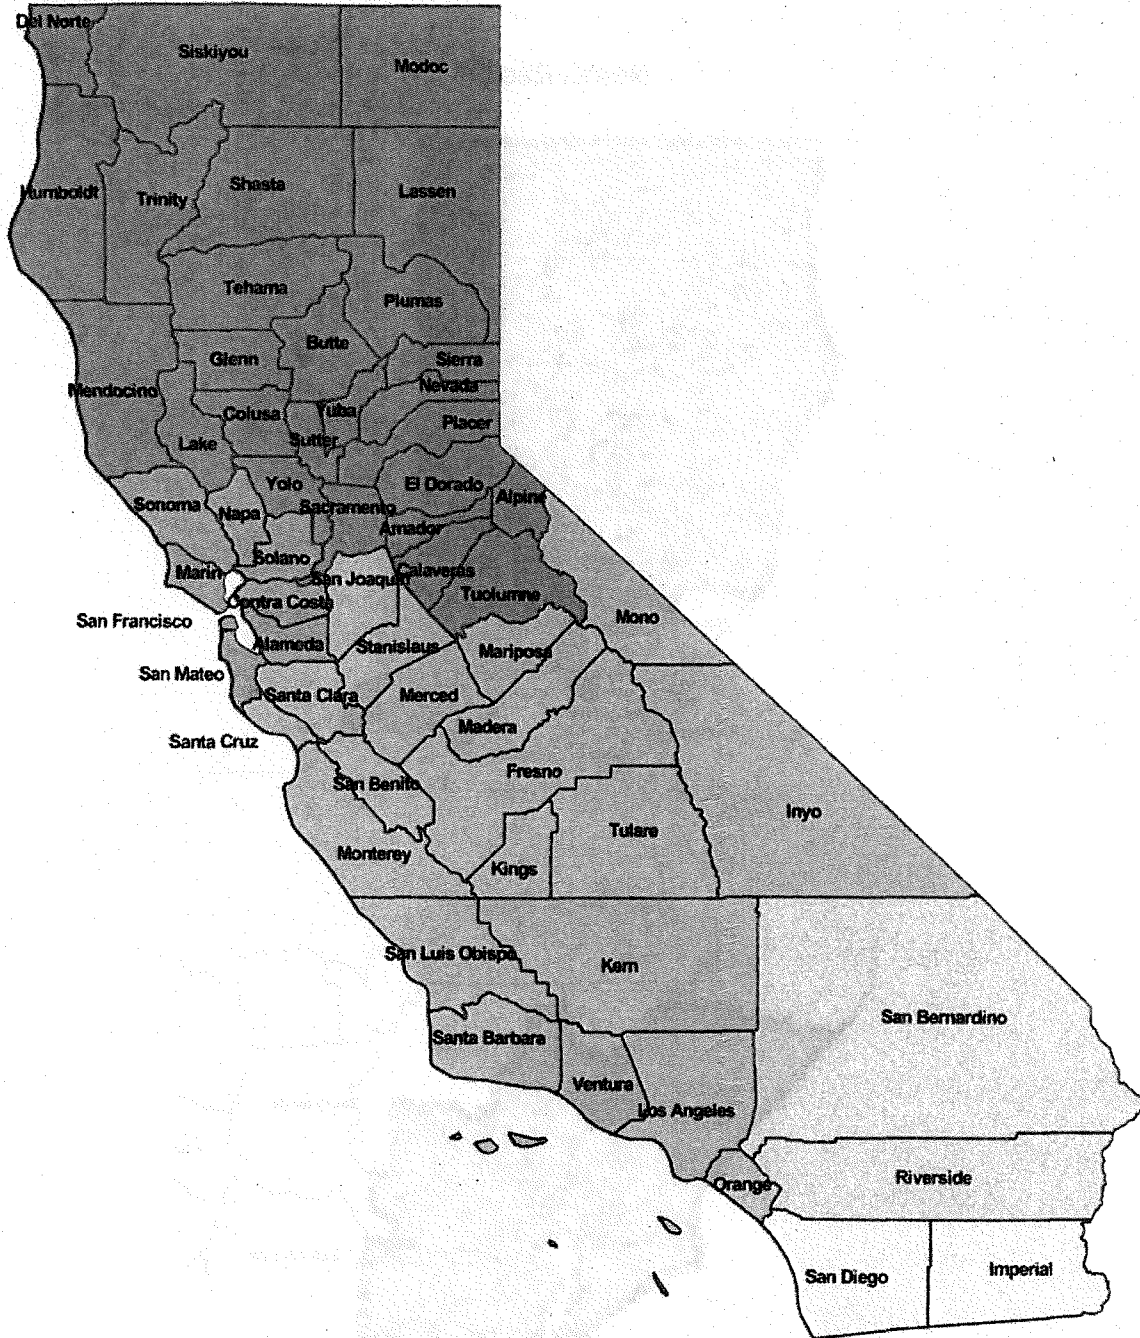 Del Norte
Siskiyou
Modoc
Humboldt
Trinity
Shasta
Lassen
Tehama
Plumas
Butte
Glenn
Sierra
Nevada
Mendocino
Colusa
Yuba
Placer
Lake
Sutter
Yolo
El Dorado
Alpine
Sonoma
Napa
Sacramento
Amador
Solano
Marin
San Joaquin
Calaveras
Contra Costa
Tuolumne
San Francisco
Mono
Alameda
Stanislaus
Mariposa
San Mateo
Santa Clara
Merced
Madera
Santa Cruz
Fresno
San Benito
Inyo
Tulare
Monterey
Kings
San Luis Obispo
Kern
San Bernardino
Santa Barbara
Ventura
Los Angeles
Riverside
Orange
San Diego
Imperial